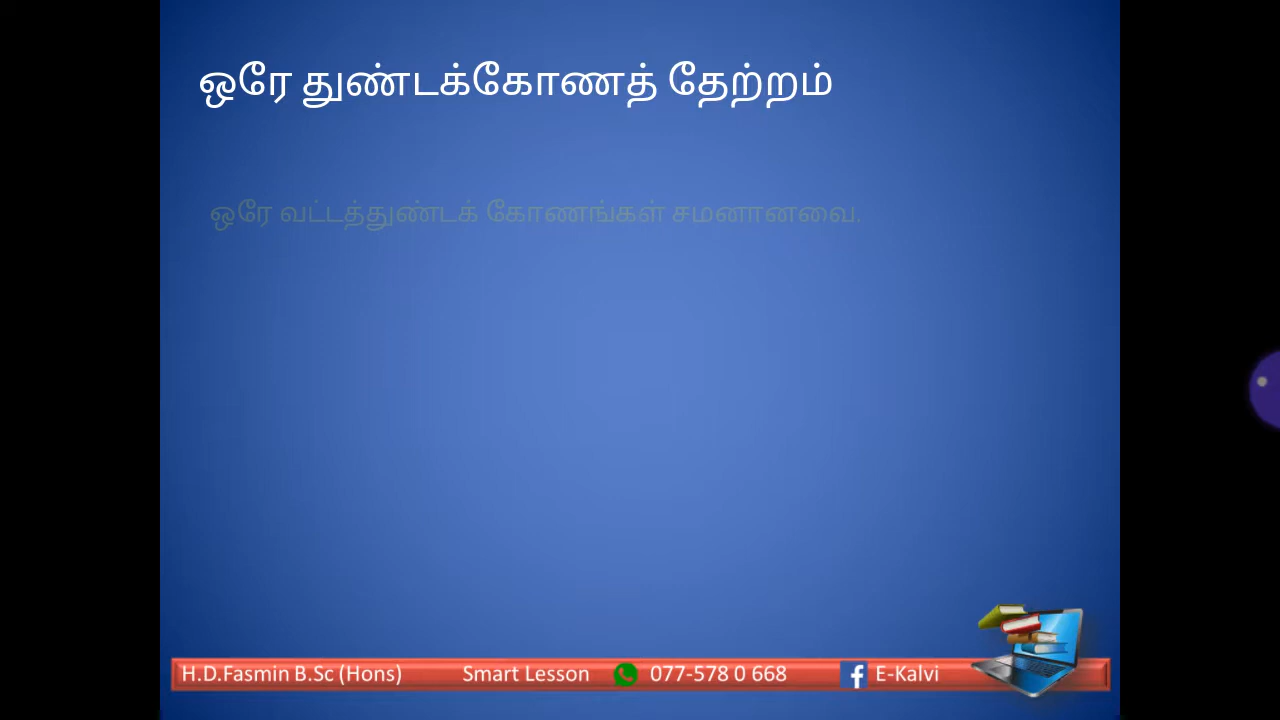 ஒரே துண்டக்கோணத் தேற்றம்
ஒரே வட்டத்துண்டக் கோணங்கள் சமனானவை.
H.D.Fasmin B.Sc (Hons) Smart Lesson 077-578 0 668 E-Kalvi